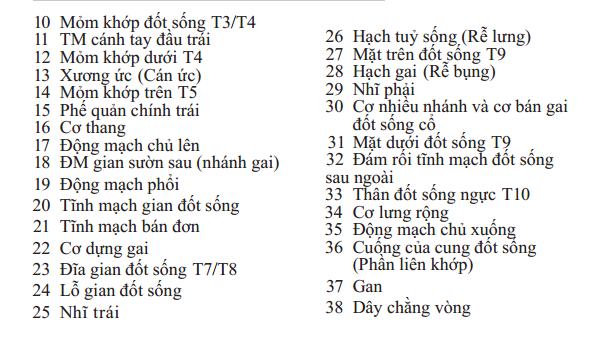 10 Mỏm khớp đốt sống T3/T4
11 TM cánh tay đầu trái
12 Mỏm khớp dưới T4
13 Xương ức (Cán ức)
14 Mỏm khớp trên T5
15 Phế quản chính trái
16 Cơ thang
17 Động mạch chủ lên
18 ĐM gian sườn sau (nhánh gai)
19 Động mạch phổi
20 Tĩnh mạch gian đốt sống
21 Tĩnh mạch bán đơn
22 Cơ dựng gai
23 Đĩa gian đốt sống T7/T8
24 Lỗ gian đốt sống
25 Nhĩ trái
26 Hạch tuỷ sống (Rễ lưng)
27 Mặt trên đốt sống T9
28 Hạch gai (Rễ bụng)
29 Nhĩ phải
30 Cơ nhiều nhánh và cơ bán gai
đốt sống cổ
31 Mặt dưới đốt sống T9
32 Đám rối tĩnh mạch đốt sống
sau ngoài
33 Thân đốt sống ngực T10
34 Cơ lưng rộng
35 Động mạch chủ xuống
36 Cuống của cung đốt sống
(Phần liên khớp)
37 Gan
38 Dây chằng vòng